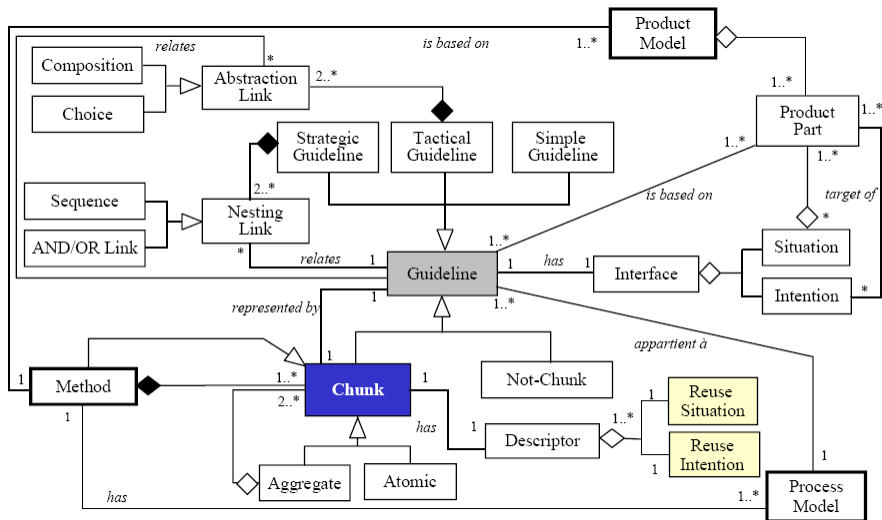 Product
Model
is based on
1..*
relates
Composition
*
Abstraction
Link
2..*
1..*
Choice
Product
Part
1..*
1..*
1..*
Strategic
Guideline
Tactical
Guideline
Simple
Guideline
is based on
target of
Sequence
2..*
Nesting
Link
*
*
AND/OR Link
relates
1
1..*
Situation
Guideline
1
has
1
Interface
Intention
*
represented by
1
1..*
appartient à
1
Method
1
1..*
2..*
Chunk
1
Not-Chunk
1
Reuse
Situation
has
1
Descriptor
1..*
Reuse
Intention
1
1
Aggregate
Atomic
has
1..*
Process
Model